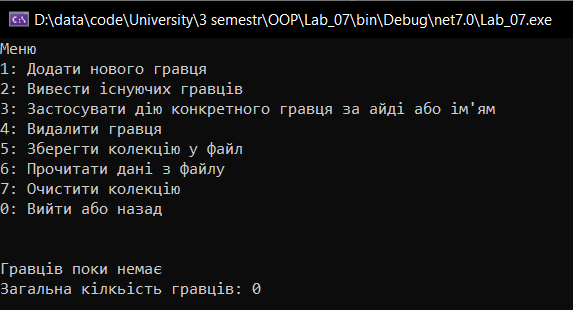 D:\data\code\University\3 semestr\OOP\Lab_07\bin\Debug\net7.0\Lab_07.exe
Меню
1: Додати нового гравця
2: Вивести існуючих гравців
3: Застосувати дію конкретного гравця за айді або ім'ям
4: Видалити гравця
5: Зберегти колекцію у файл
6: Прочитати дані з файлу
7: Очистити колекцію
0: Вийти або назад
Гравців поки немає
Загальна кілкьість гравців: 0